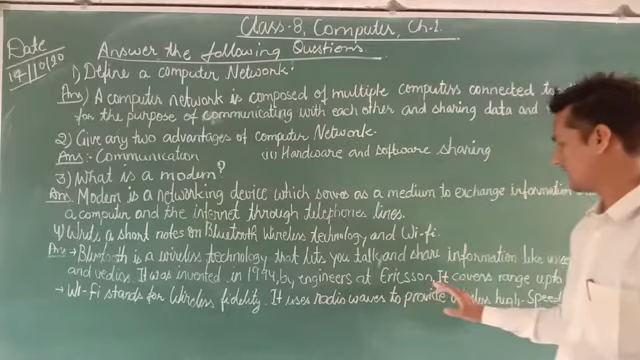 Class-8, Computer, Ch-1
Date
14/10/20
Answer the following Questions
1) Define a computer Network.
Ans) A computer network is composed of multiple computers connected to
for the purpose of communicating with each other and sharing data and
2) Give any two advantages of computer Network.
Ans:- Communication (ii) Hardware and software sharing
3) What is a modem?
Ans. Modem is a networking device which serves as a medium to exchange information
a computer and the internet through telephones lines.
4) Write a short notes on Bluetooth Wireless technology and Wi-fi.
Ans:→ Bluetooth is a wireless technology that lets you talk and share information like
and vedios. It was invented in 1994, by engineers at Ericsson. It covers range upto
→ Wi-Fi stands for Wireless fidelity. It uses radio waves to provide high-Speed